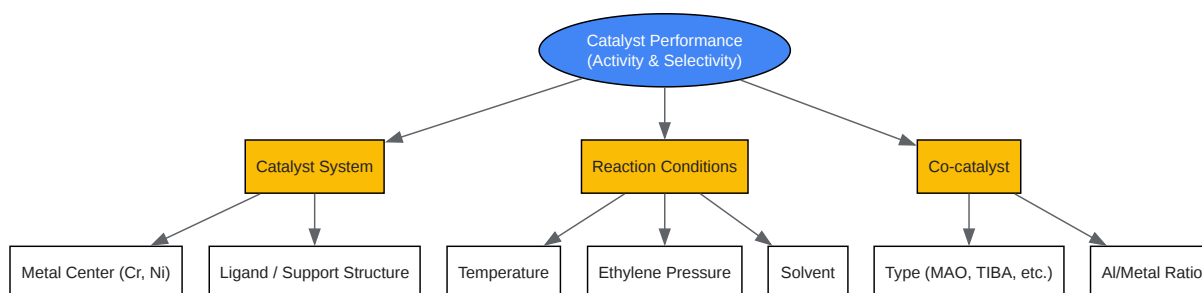 Catalyst Performance
(Activity & Selectivity)
Catalyst System
Reaction Conditions
Co-catalyst
Metal Center (Cr, Ni)
Ligand / Support Structure
Temperature
Ethylene Pressure
Solvent
Type (MAO, TIBA, etc.)
Al/Metal Ratio